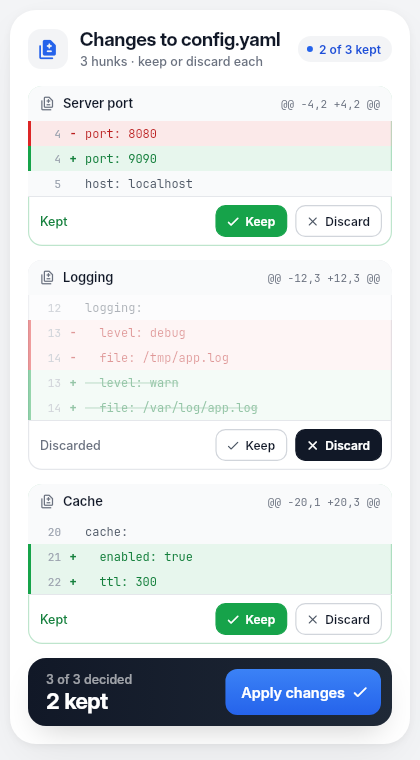 Changes to config.yaml
3 hunks · keep or discard each
2 of 3 kept
Server port @@ -4,2 +4,2 @@
4 - port: 8080
4 + port: 9090
5 host: localhost
Kept Keep Discard
Logging @@ -12,3 +12,3 @@
12 logging:
13 - level: debug
14 - file: /tmp/app.log
13 + level: warn
14 + file: /var/log/app.log
Discarded Keep Discard
Cache @@ -20,1 +20,3 @@
20 cache:
21 + enabled: true
22 + ttl: 300
Kept Keep Discard
3 of 3 decided
2 kept
Apply changes